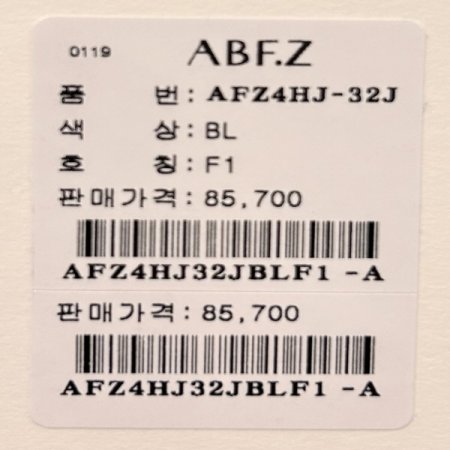 0119 ABF.Z
품 번: AFZ4HJ-32J
색 상: BL
호 칭: F1
판매가격: 85,700
AFZ4HJ32JBLF1 -A
판매가격: 85,700
AFZ4HJ32JBLF1 -A